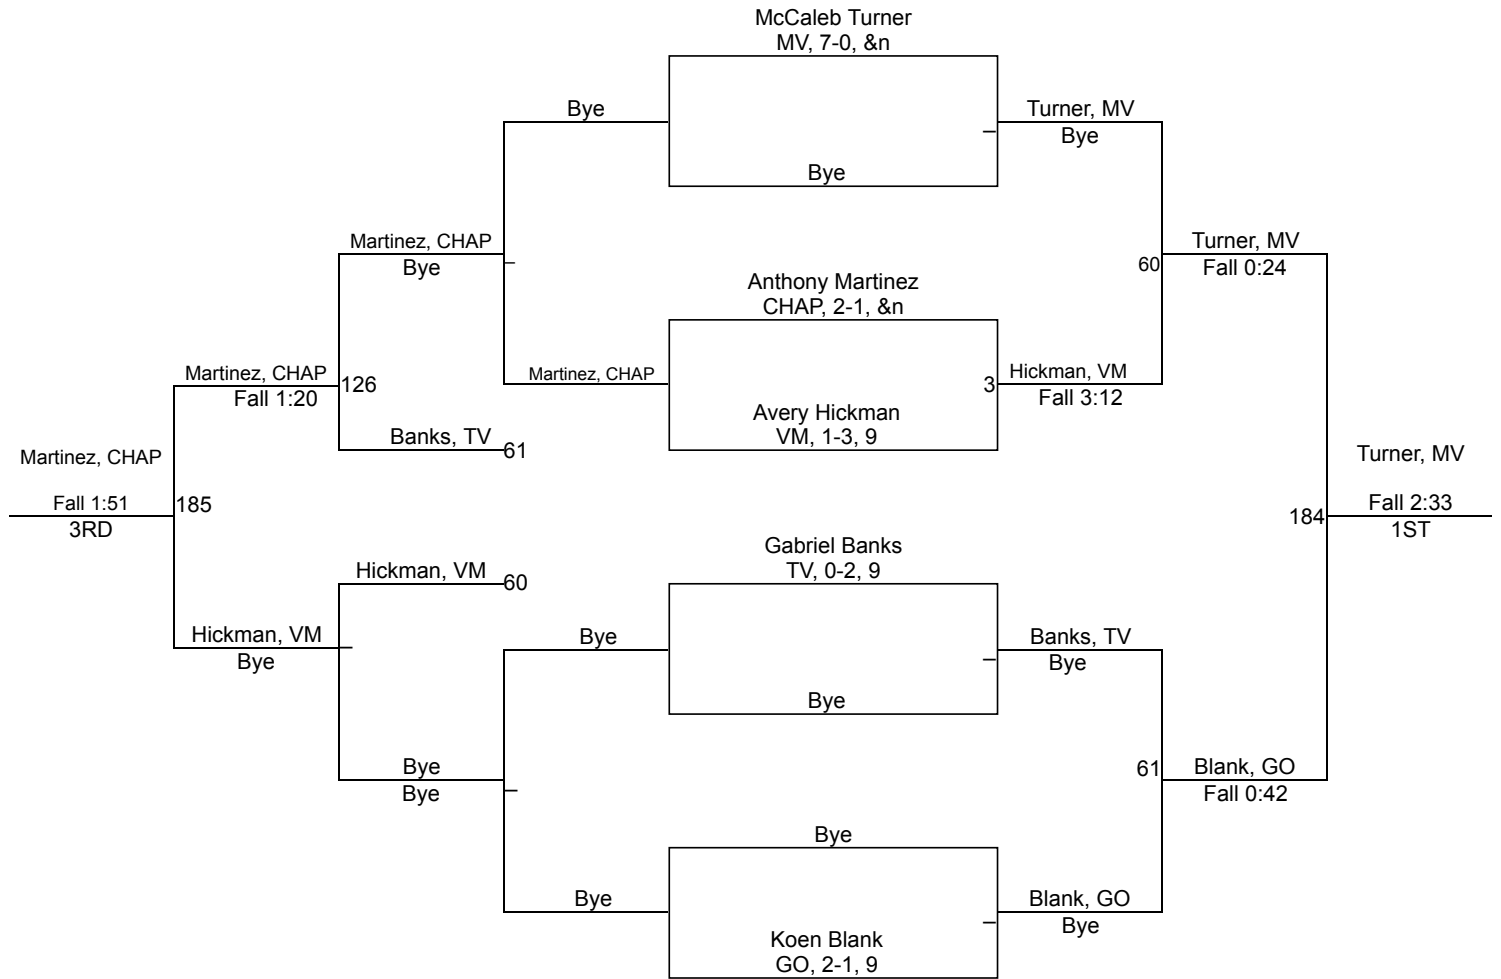 McCaleb Turner
MV, 7-0, &n
Bye
Turner, MV
Bye
Bye
Martinez, CHAP
Bye
Turner, MV
60
Fall 0:24
Anthony Martinez
CHAP, 2-1, &n
Martinez, CHAP
126
Fall 1:20
Martinez, CHAP
3
Hickman, VM
Fall 3:12
Avery Hickman
VM, 1-3, 9
Banks, TV
61
Martinez, CHAP
Turner, MV
Fall 1:51
185
3RD
184
Fall 2:33
1ST
Gabriel Banks
TV, 0-2, 9
Hickman, VM
60
Hickman, VM
Bye
Bye
Banks, TV
Bye
Bye
Bye
Bye
61
Blank, GO
Fall 0:42
Bye
Bye
Blank, GO
Bye
Koen Blank
GO, 2-1, 9